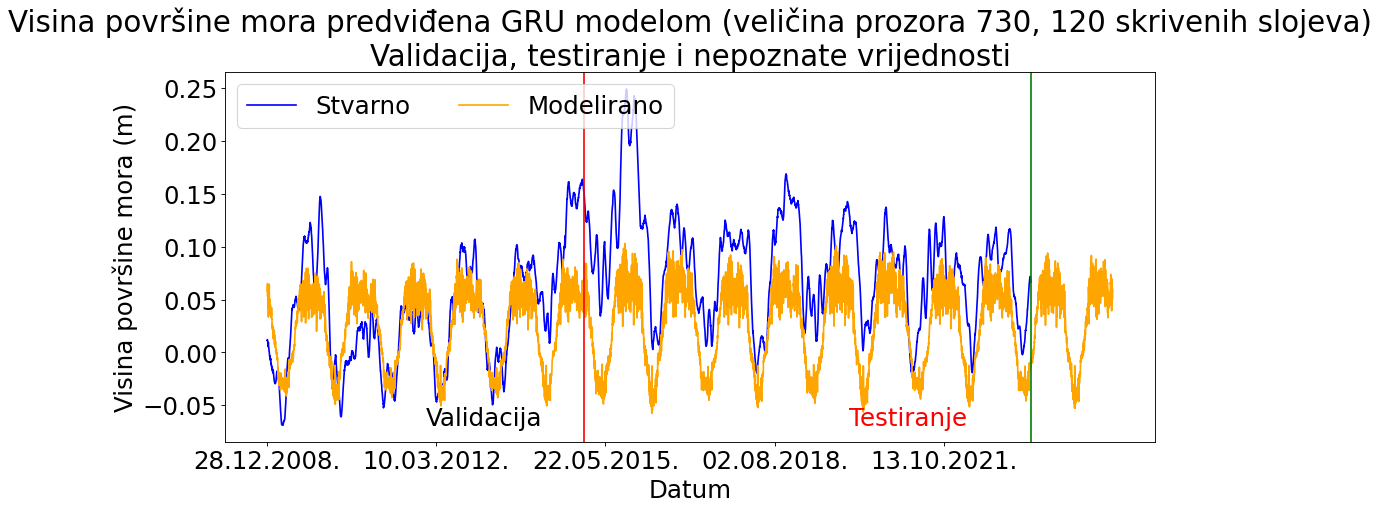 Visina površine mora predviđena GRU modelom (veličina prozora 730, 120 skrivenih slojeva)
Validacija, testiranje i nepoznate vrijednosti
Stvarno
Modelirano
Visina površine mora (m)
0.25
0.20
0.15
0.10
0.05
0.00
−0.05
Validacija
Testiranje
28.12.2008.
10.03.2012.
22.05.2015.
02.08.2018.
13.10.2021.
Datum